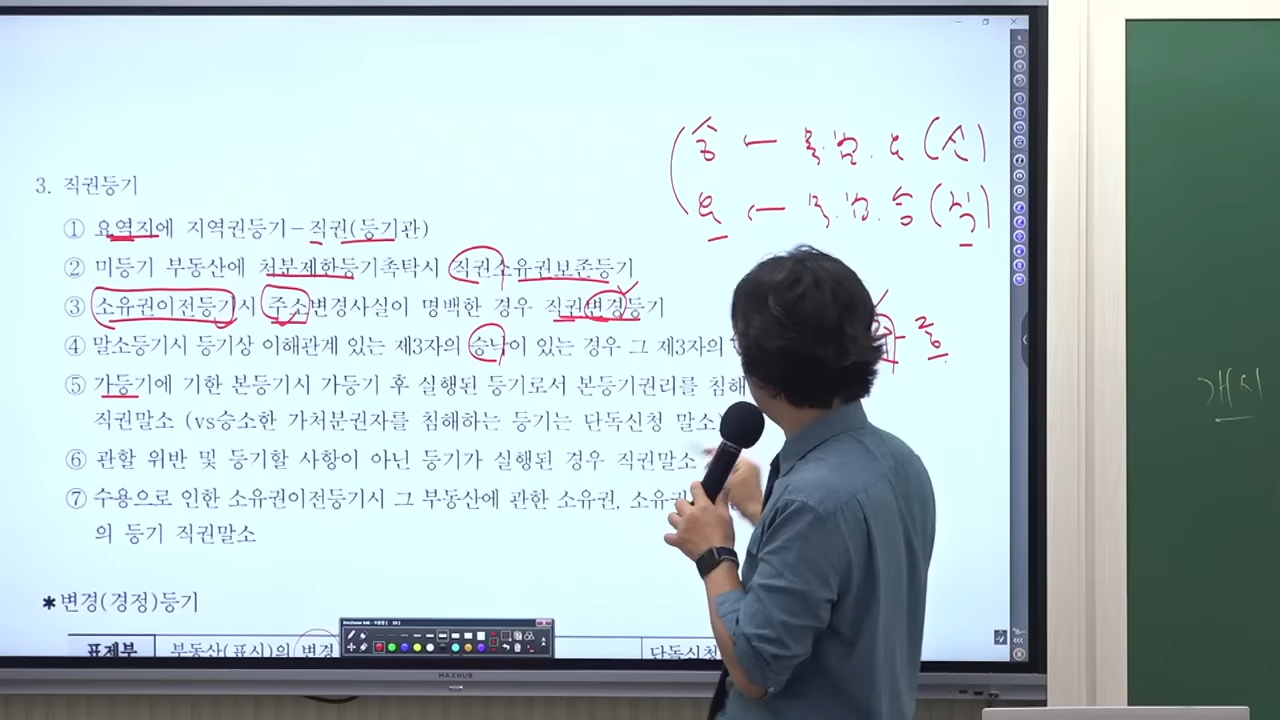 승 ← 목.범.요 (신)
요 ← 목.범.승 (직)
3. 직권등기
① 요역지에 지역권등기-직권(등기관)
② 미등기 부동산에 처분제한등기촉탁시 직권소유권보존등기
③ 소유권이전등기시 주소변경사실이 명백한 경우 직권변경등기
④ 말소등기시 등기상 이해관계 있는 제3자의 승낙이 있는 경우 그 제3자의
⑤ 가등기에 기한 본등기시 가등기 후 실행된 등기로서 본등기권리를 침해
직권말소 (vs승소한 가처분권자를 침해하는 등기는 단독신청 말소)
⑥ 관할 위반 및 등기할 사항이 아닌 등기가 실행된 경우 직권말소
⑦ 수용으로 인한 소유권이전등기시 그 부동산에 관한 소유권, 소유권
의 등기 직권말소
*변경(경정)등기
표제부 부동산(표시)의 변경 단독신청
MAXHUB
개시